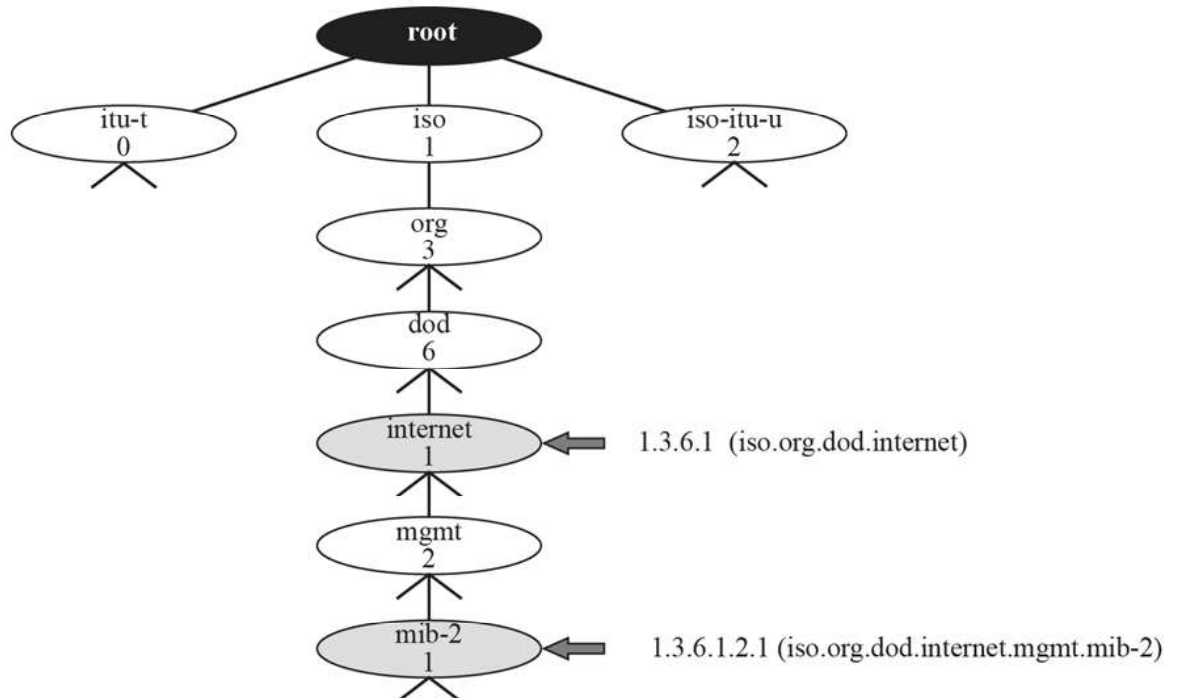 root
itu-t
0
iso
1
iso-itu-u
2
org
3
dod
6
internet
1
1.3.6.1 (iso.org.dod.internet)
mgmt
2
mib-2
1
1.3.6.1.2.1 (iso.org.dod.internet.mgmt.mib-2)